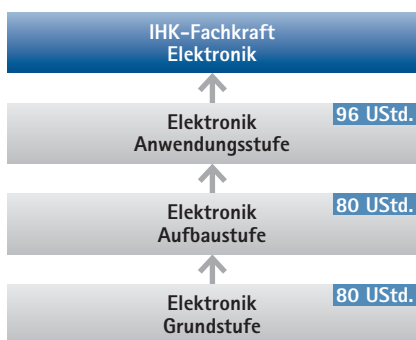 IHK-Fachkraft
Elektronik
96 UStd.
Elektronik
Anwendungsstufe
80 UStd.
Elektronik
Aufbaustufe
80 UStd.
Elektronik
Grundstufe